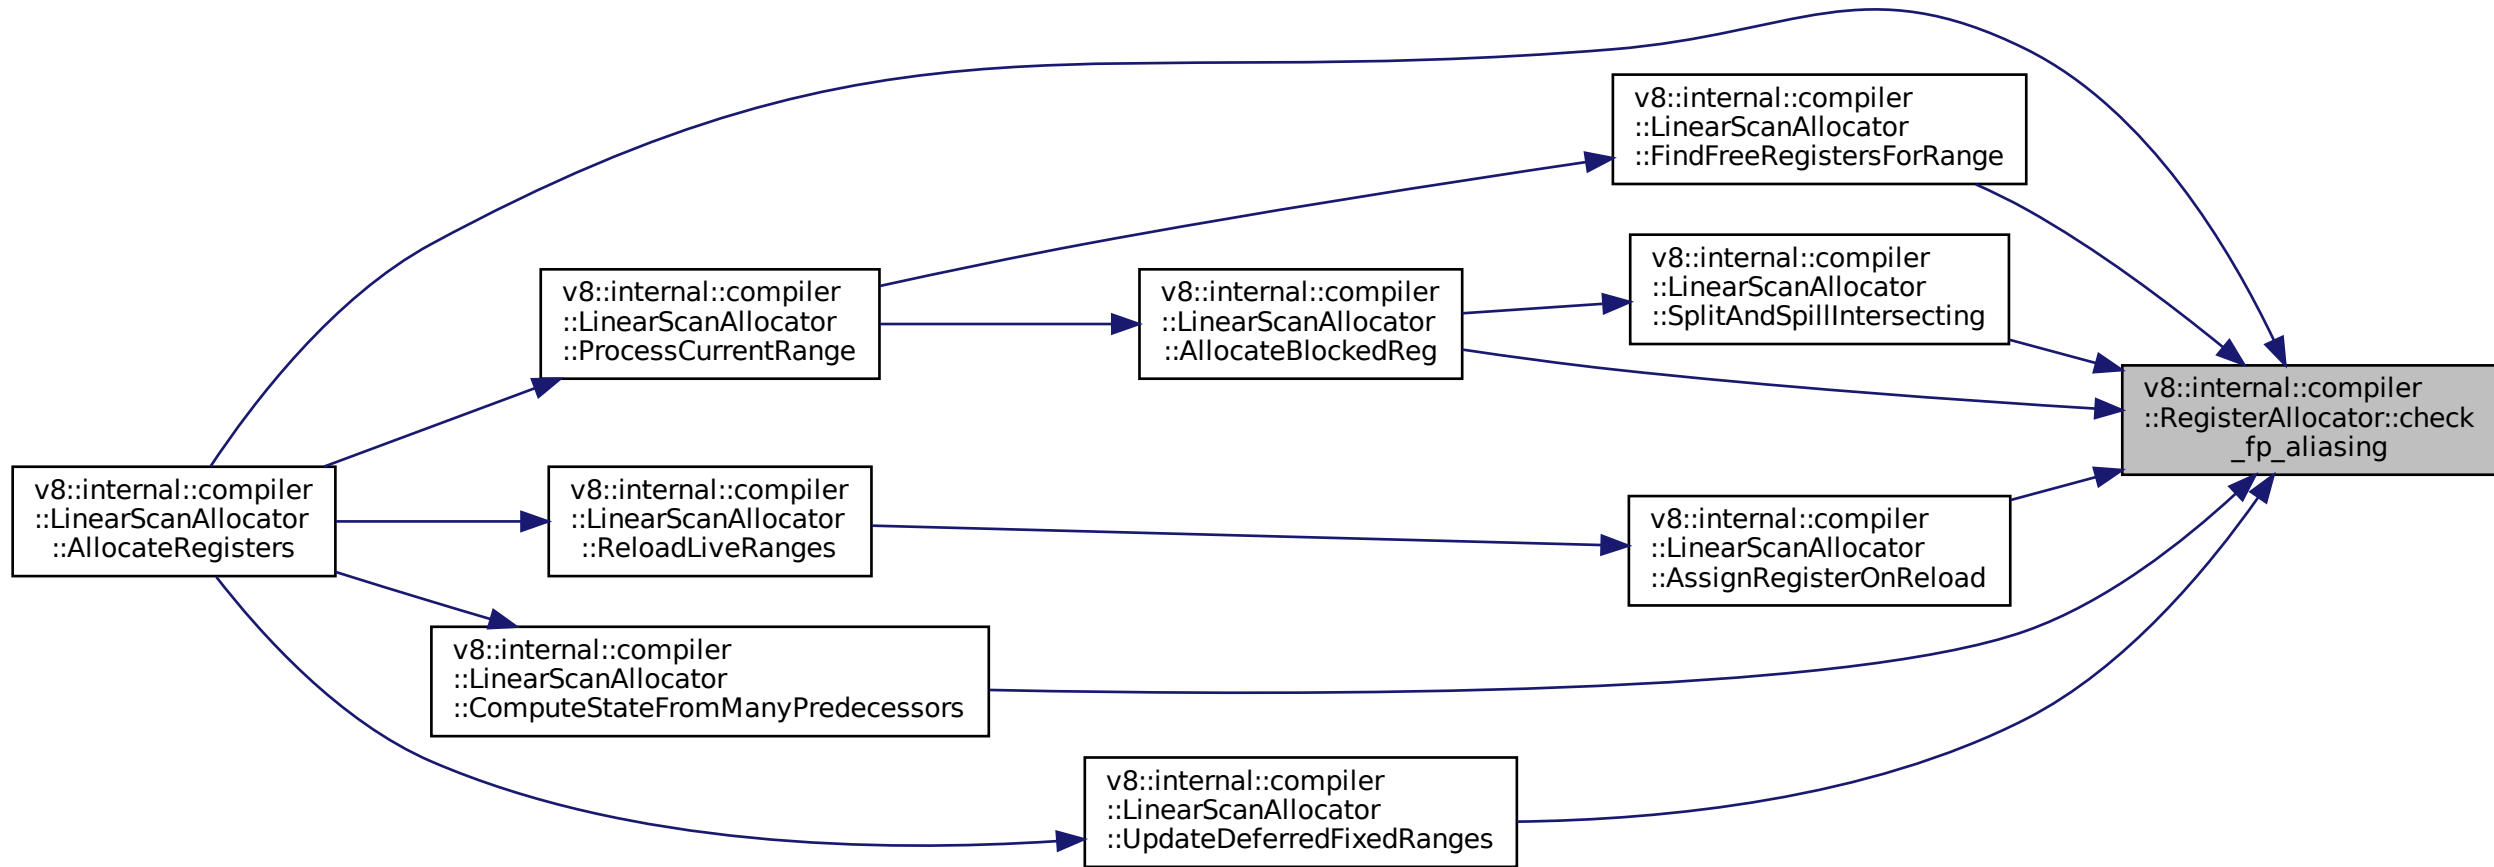 v8::internal::compiler
::LinearScanAllocator
::FindFreeRegistersForRange
v8::internal::compiler
::LinearScanAllocator
::SplitAndSpillIntersecting
v8::internal::compiler
::LinearScanAllocator
::ProcessCurrentRange
v8::internal::compiler
::LinearScanAllocator
::AllocateBlockedReg
v8::internal::compiler
::RegisterAllocator::check
_fp_aliasing
v8::internal::compiler
::LinearScanAllocator
::AllocateRegisters
v8::internal::compiler
::LinearScanAllocator
::ReloadLiveRanges
v8::internal::compiler
::LinearScanAllocator
::AssignRegisterOnReload
v8::internal::compiler
::LinearScanAllocator
::ComputeStateFromManyPredecessors
v8::internal::compiler
::LinearScanAllocator
::UpdateDeferredFixedRanges